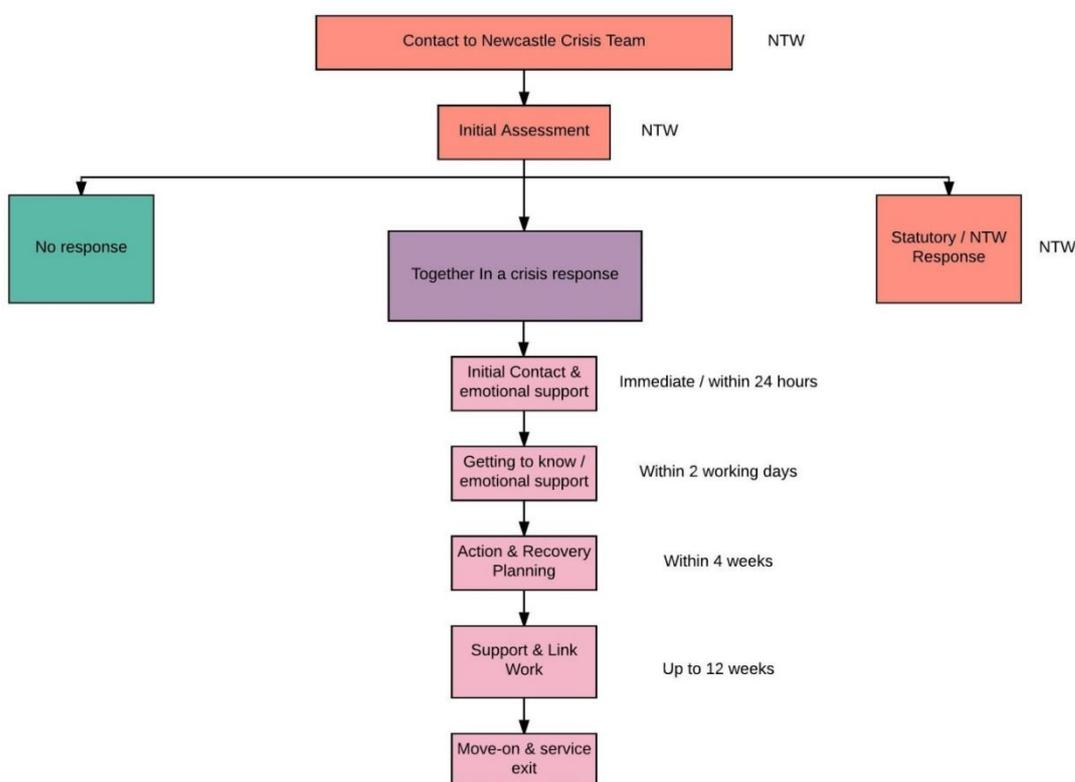 Contact to Newcastle Crisis Team
NTW
Initial Assessment
NTW
No response
Together In a crisis response
Statutory / NTW
Response
NTW
Initial Contact &
emotional support
Immediate / within 24 hours
Getting to know /
emotional support
Within 2 working days
Action & Recovery
Planning
Within 4 weeks
Support & Link
Work
Up to 12 weeks
Move-on & service
exit